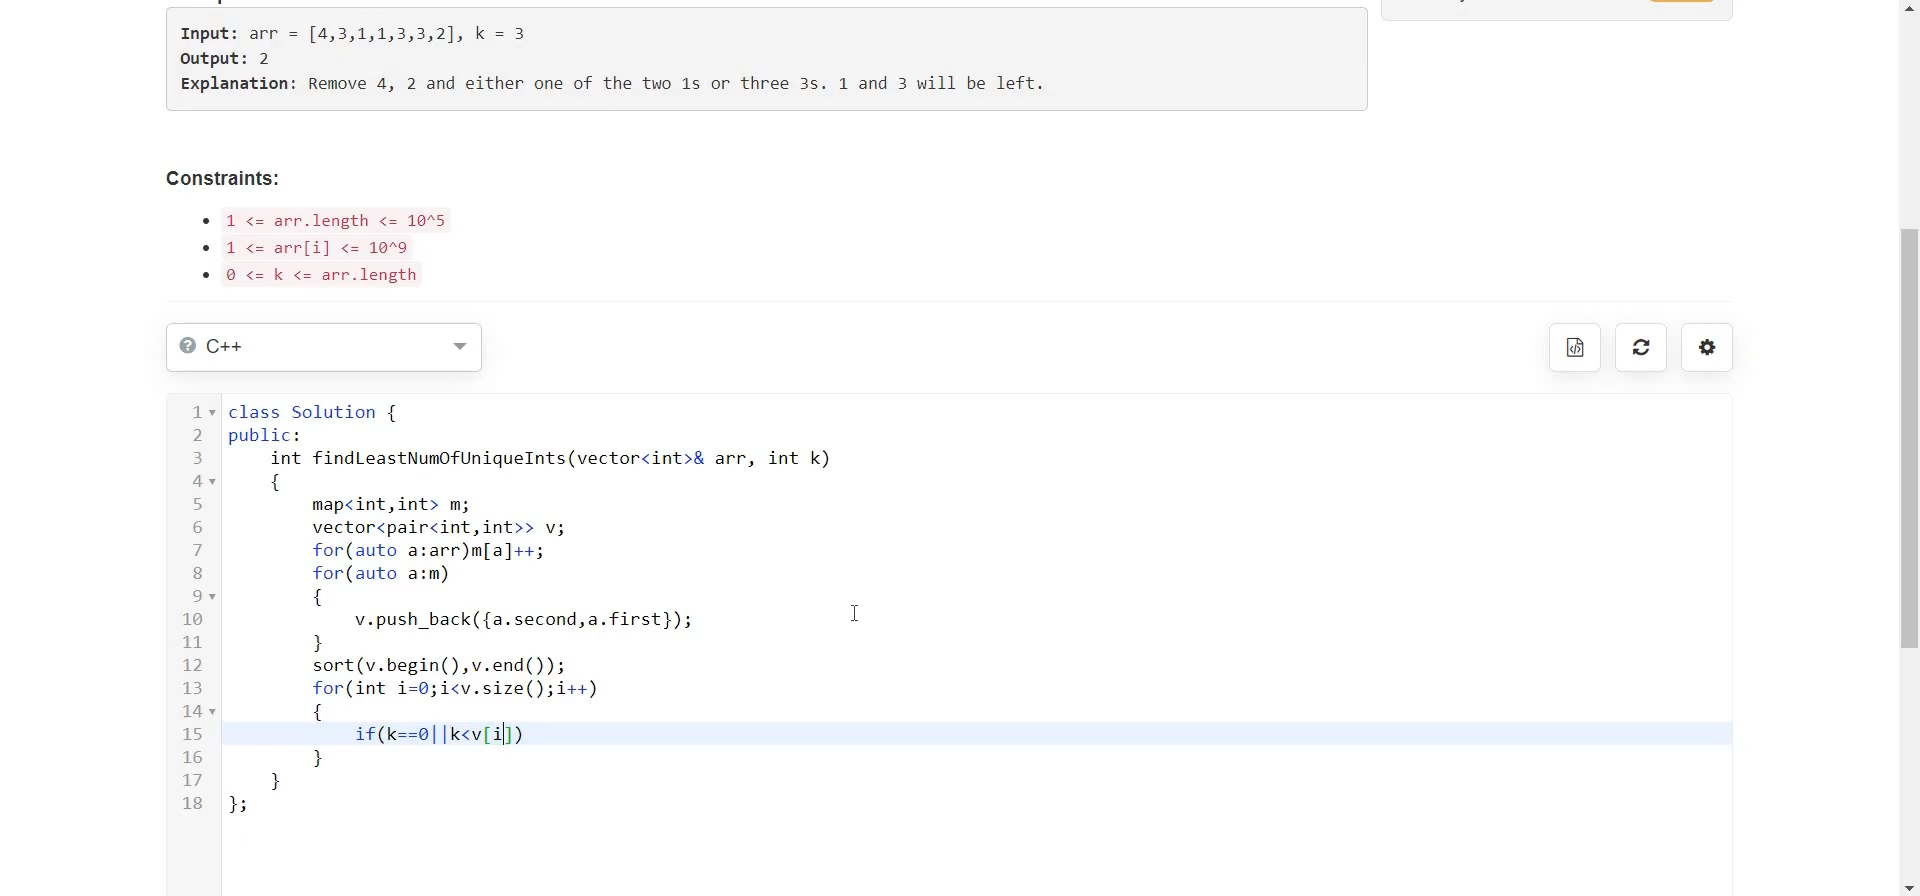 Input: arr = [4,3,1,1,3,3,2], k = 3
Output: 2
Explanation: Remove 4, 2 and either one of the two 1s or three 3s. 1 and 3 will be left.
Constraints:
1 <= arr.length <= 10^5
1 <= arr[i] <= 10^9
0 <= k <= arr.length
C++
1 class Solution {
2 public:
3 int findLeastNumOfUniqueInts(vector<int>& arr, int k)
4 {
5 map<int,int> m;
6 vector<pair<int,int>> v;
7 for(auto a:arr)m[a]++;
8 for(auto a:m)
9 {
10 v.push_back({a.second,a.first});
11 }
12 sort(v.begin(),v.end());
13 for(int i=0;i<v.size();i++)
14 {
15 if(k==0||k<v[i])
16 }
17 }
18 };